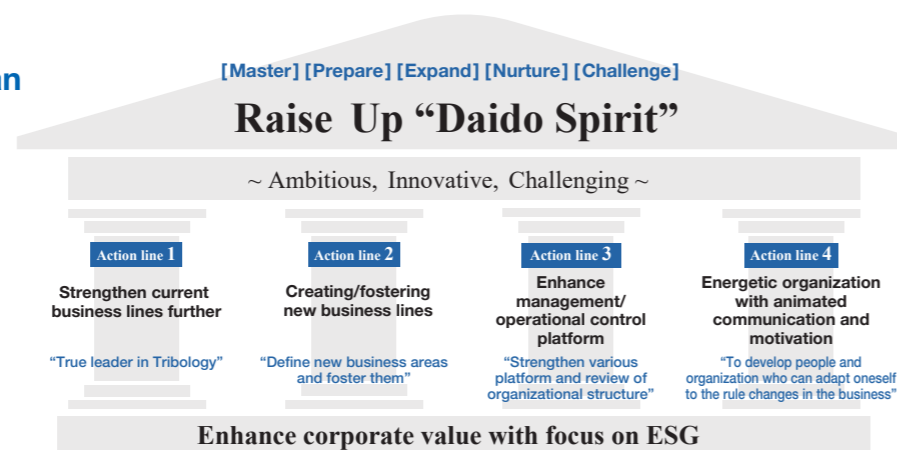 an
[Master] [Prepare] [Expand] [Nurture] [Challenge]
Raise Up “Daido Spirit”
~ Ambitious, Innovative, Challenging ~
Action line 1
Strengthen current
business lines further
“True leader in Tribology”
Action line 2
Creating/fostering
new business lines
“Define new business areas
and foster them”
Action line 3
Enhance
management/
operational control
platform
“Strengthen various
platform and review of
organizational structure”
Action line 4
Energetic organization
with animated
communication and
motivation
“To develop people and
organization who can adapt oneself
to the rule changes in the business”
Enhance corporate value with focus on ESG